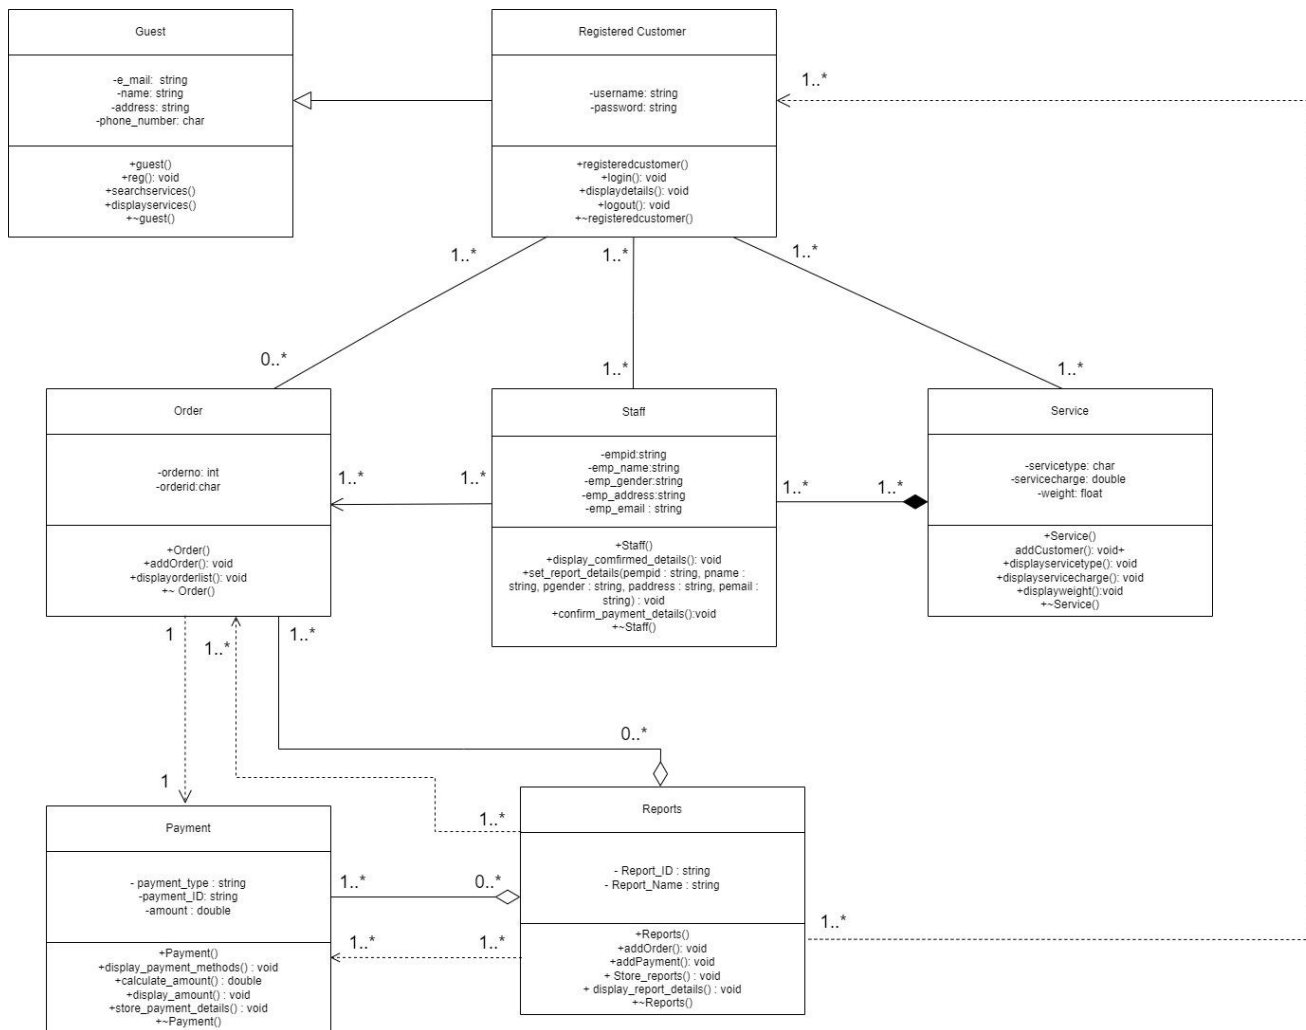 Guest
-e_mail:  string
-name: string
-address: string
-phone_number: char
+guest()
+reg(): void
+searchservices()
+displayservices()
+~guest()
Registered Customer
-username: string
-password: string
+registeredcustomer()
+login(): void
+displaydetails(): void
+logout(): void
+~registeredcustomer()
1..*
1..*
1..*
1..*
0..*
1..*
1..*
Order
-orderno: int
-orderid:char
+Order()
+addOrder(): void
+displayorderlist(): void
+~ Order()
1..*
1..*
Staff
-empid:string
-emp_name:string
-emp_gender:string
-emp_address:string
-emp_email : string
+Staff()
+display_comfirmed_details(): void
+set_report_details(pempid : string, pname :
string, pgender : string, paddress : string, pemail :
string) : void
+confirm_payment_details():void
+~Staff()
1..*
1..*
Service
-servicetype: char
-servicecharge: double
-weight: float
+Service()
addCustomer(): void+
+displayservicetype(): void
+displayservicecharge(): void
+displayweight():void
+~Service()
1
1..*
1..*
0..*
1
1..*
Payment
- payment_type : string
-payment_ID: string
-amount : double
+Payment()
+display_payment_methods() : void
+calculate_amount() : double
+display_amount() : void
+store_payment_details() : void
+~Payment()
1..*
0..*
1..*
1..*
Reports
- Report_ID : string
- Report_Name : string
+Reports()
+addOrder(): void
+addPayment(): void
+ Store_reports() : void
+ display_report_details() : void
+~Reports()
1..*